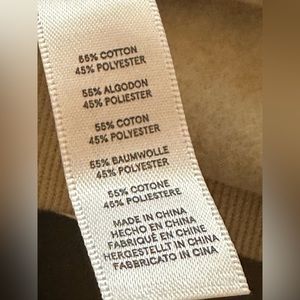 55% COTTON
45% POLYESTER
55% ALGODON
45% POLIESTER
55% COTON
45% POLYESTER
55% BAUMWOLLE
45% POLYESTER
55% COTONE
45% POLIESTERE
MADE IN CHINA
HECHO EN CHINA
FABRIQUÉ EN CHINE
HERGESTELLT IN CHINA
FABBRICATO IN CINA